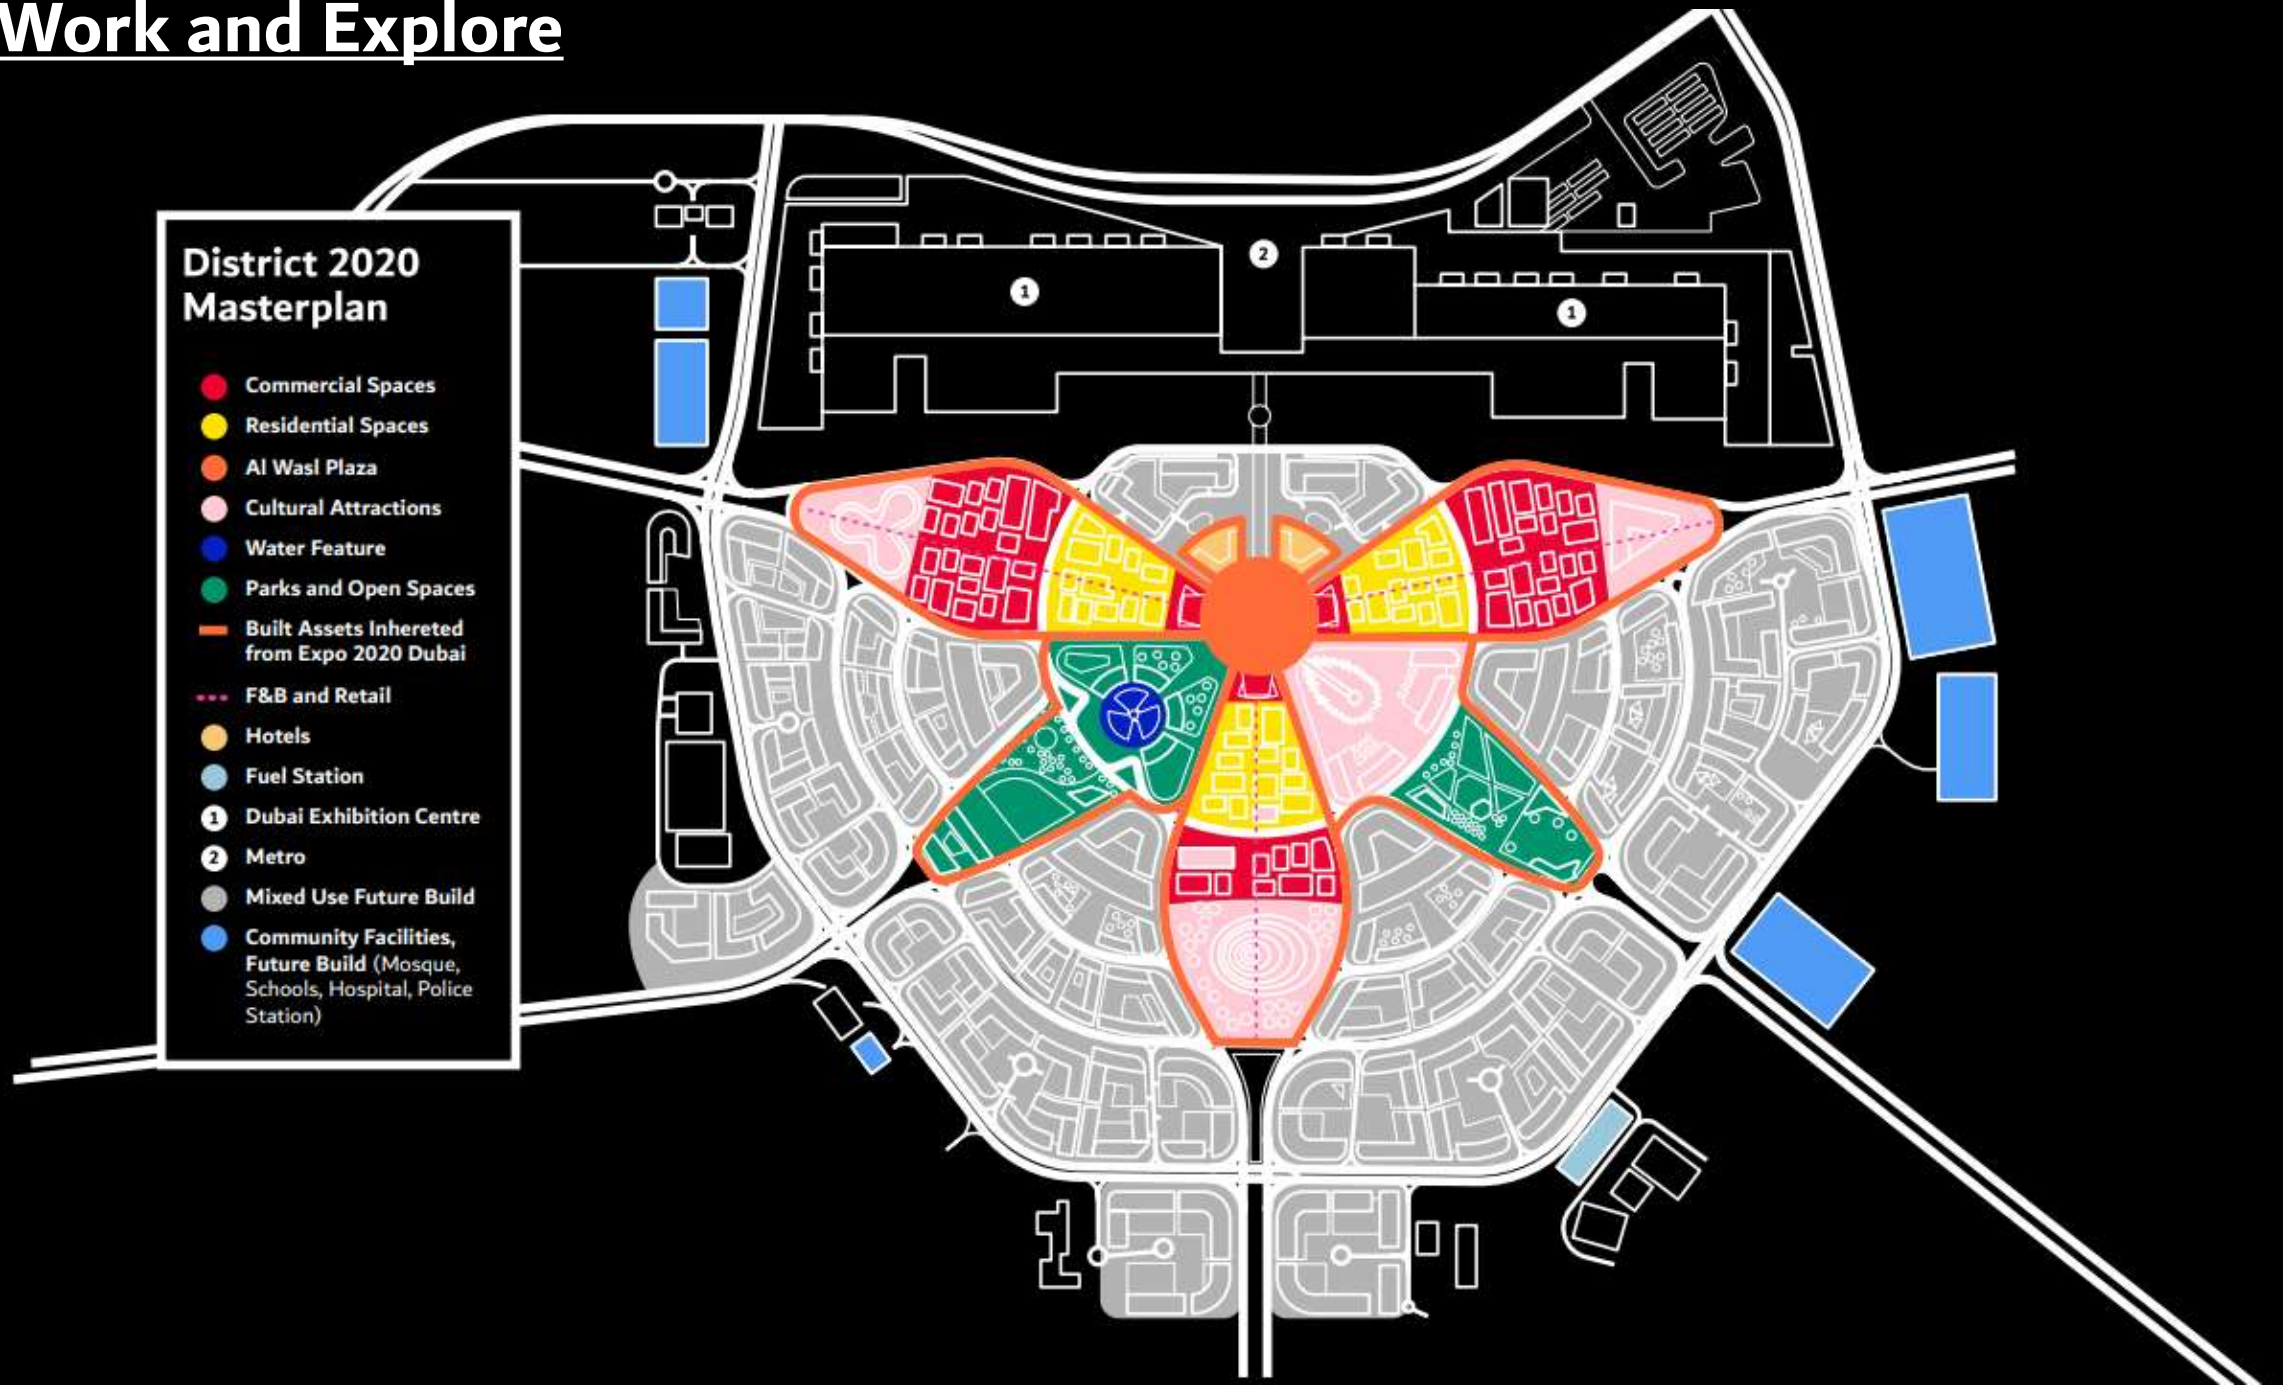 Work and Explore
District 2020
Masterplan
Commercial Spaces
Residential Spaces
Al Wasl Plaza
Cultural Attractions
Water Feature
Parks and Open Spaces
Built Assets Inhereted
from Expo 2020 Dubai
F&B and Retail
Hotels
Fuel Station
1 Dubai Exhibition Centre
2 Metro
Mixed Use Future Build
Community Facilities,
Future Build (Mosque,
Schools, Hospital, Police
Station)
2
1
1